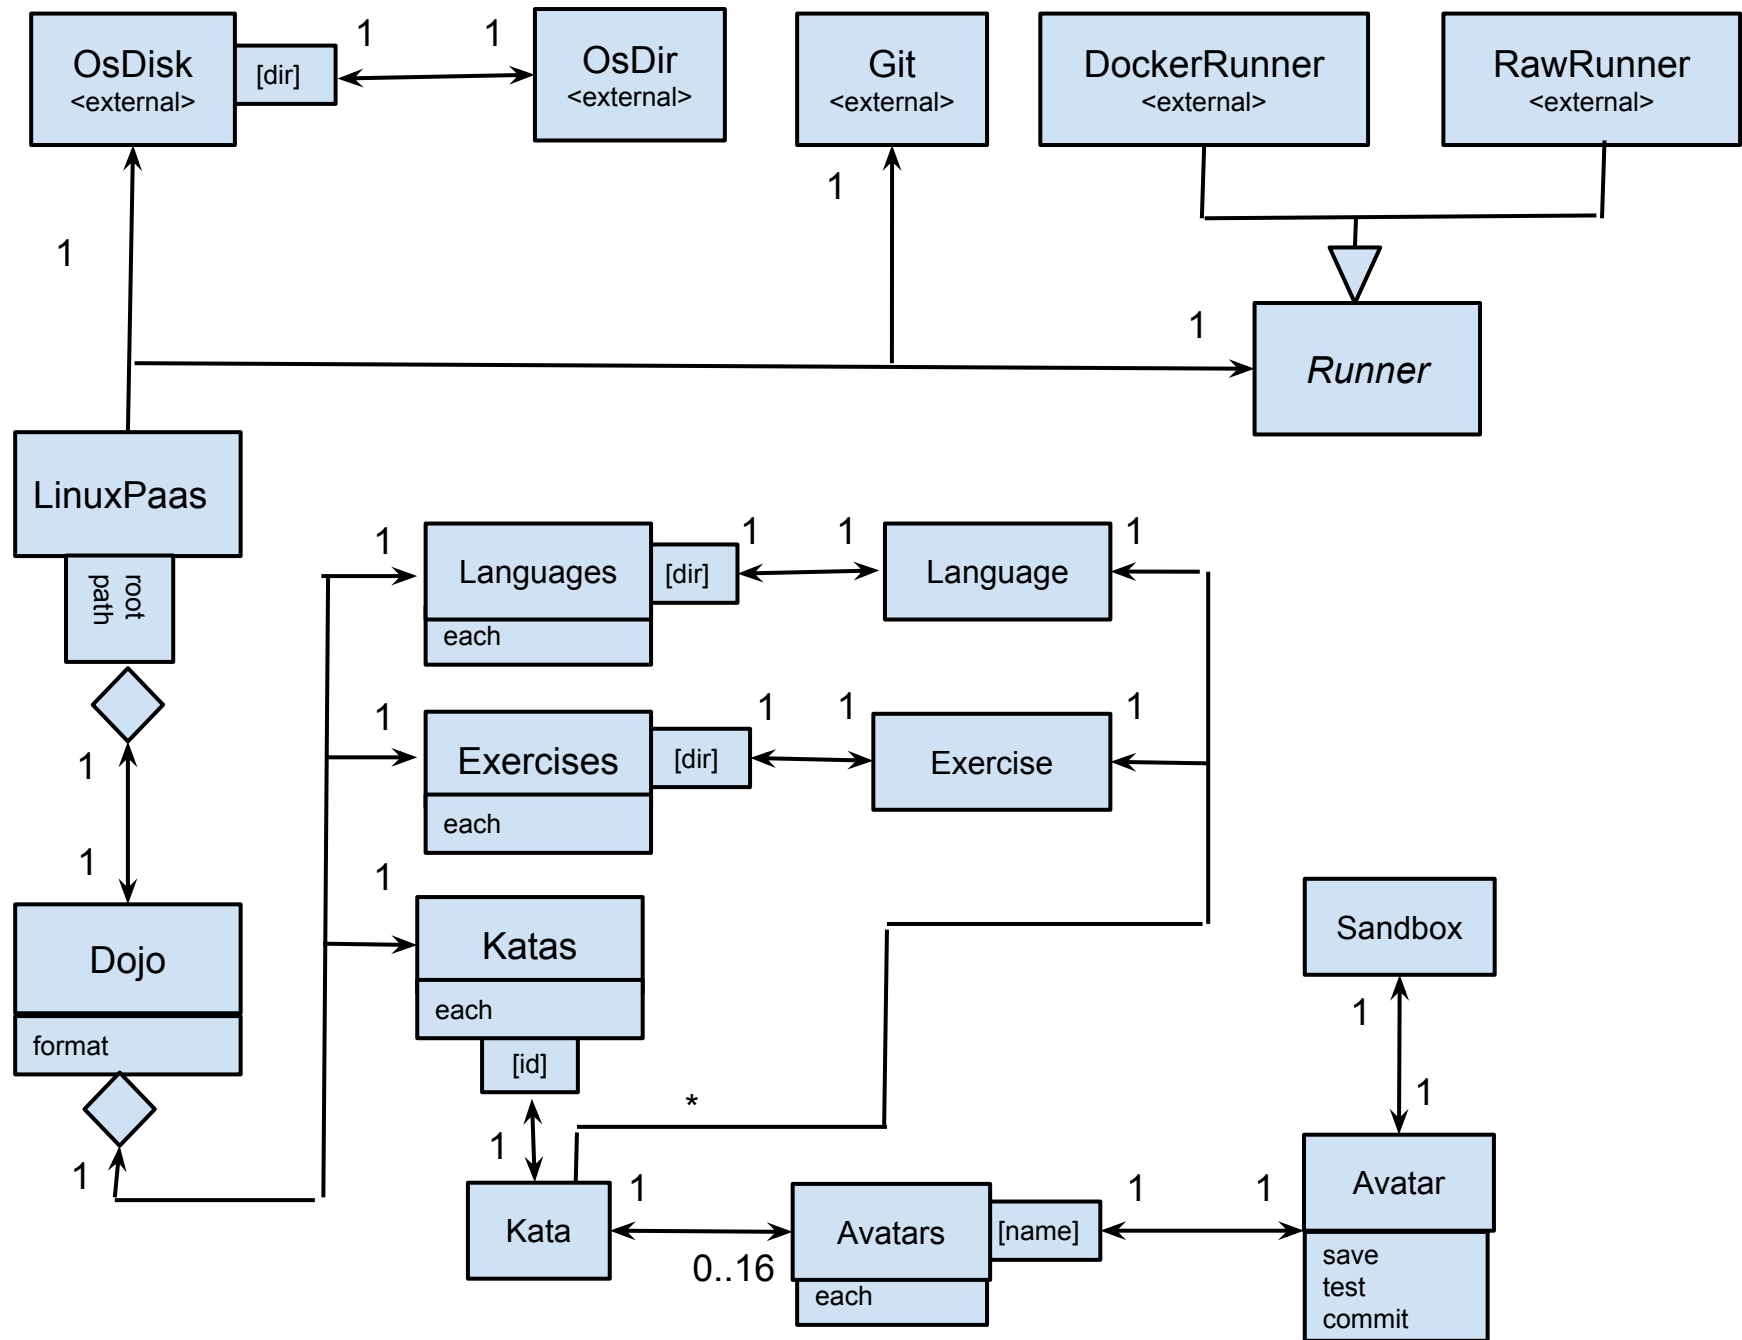 OsDisk
<external>
[dir]
1
1
OsDir
<external>
Git
<external>
DockerRunner
<external>
RawRunner
<external>
1
1
1
Runner
LinuxPaas
root
path
1
Languages
each
[dir]
1
1
Language
1
1
Exercises
each
[dir]
1
1
Exercise
1
1
1
Dojo
format
1
1
Katas
each
[id]
*
1
Kata
1
0..16
Avatars
each
[name]
1
1
Sandbox
1
1
Avatar
save
test
commit